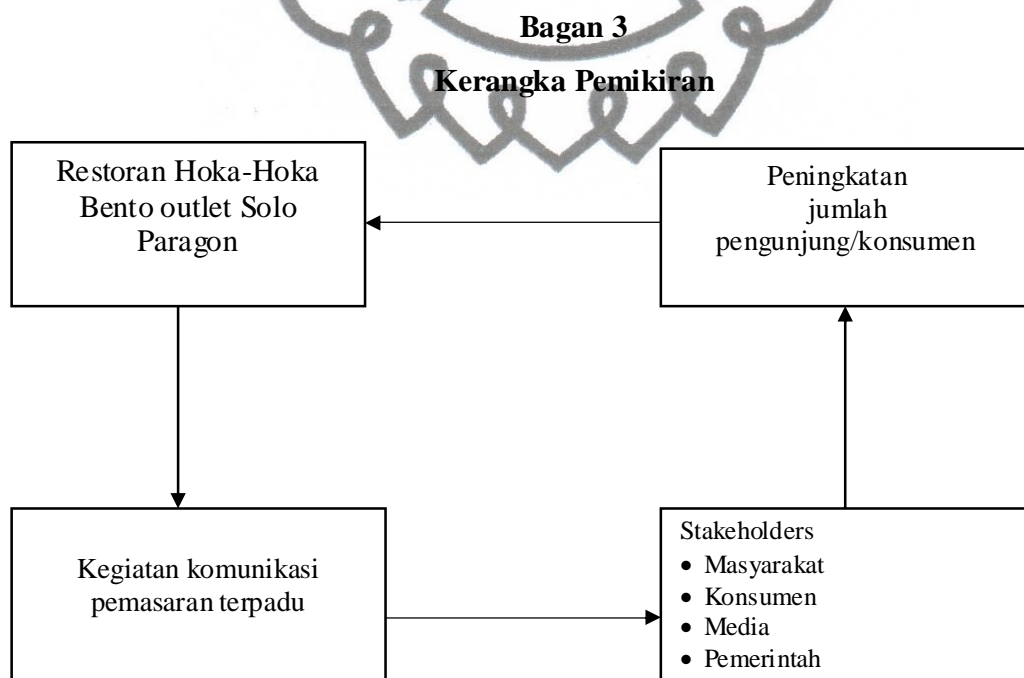 Bagan 3
Kerangka Pemikiran
Restoran Hoka-Hoka
Bento outlet Solo
Paragon
Peningkatan
jumlah
pengunjung/konsumen
Kegiatan komunikasi
pemasaran terpadu
Stakeholders
• Masyarakat
• Konsumen
• Media
• Pemerintah